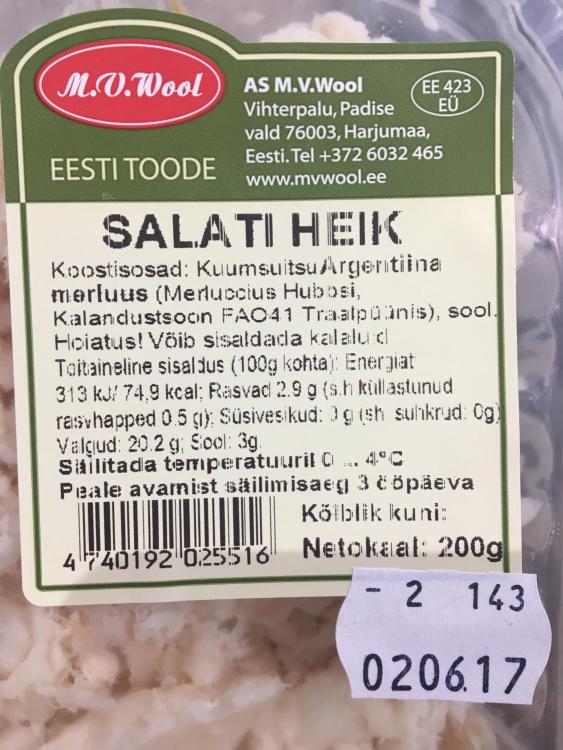 M.V.Wool
EESTI TOODE
AS M.V.Wool
Vihterpalu, Padise
vald 76003, Harjumaa,
Eesti. Tel +372 6032 465
www.mvwool.ee
EE 423
EÜ
SALATI HEIK
Koostisosad: Kuumsuitsu Argentiina
merluus (Merluccius Hubbsi,
Kalandustsoon FAO41 Traalpüünis), sool.
Hoiatus! Võib sisaldada kalaluid
Toitaineline sisaldus (100g kohta): Energiat
313 kJ/ 74,9 kcal; Rasvad 2.9 g (s.h küllastunud
rasvhapped 0.5 g); Süsivesikud: 0 g (sh suhkrud: 0g)
Valgud: 20.2 g; Sool: 3g.
Säilitada temperatuuril 0 ... 4°C
Peale avamist säilimisaeg 3 ööpäeva
Kõlblik kuni:
Netokaal: 200g
4 740192 025516
- 2 143
020617